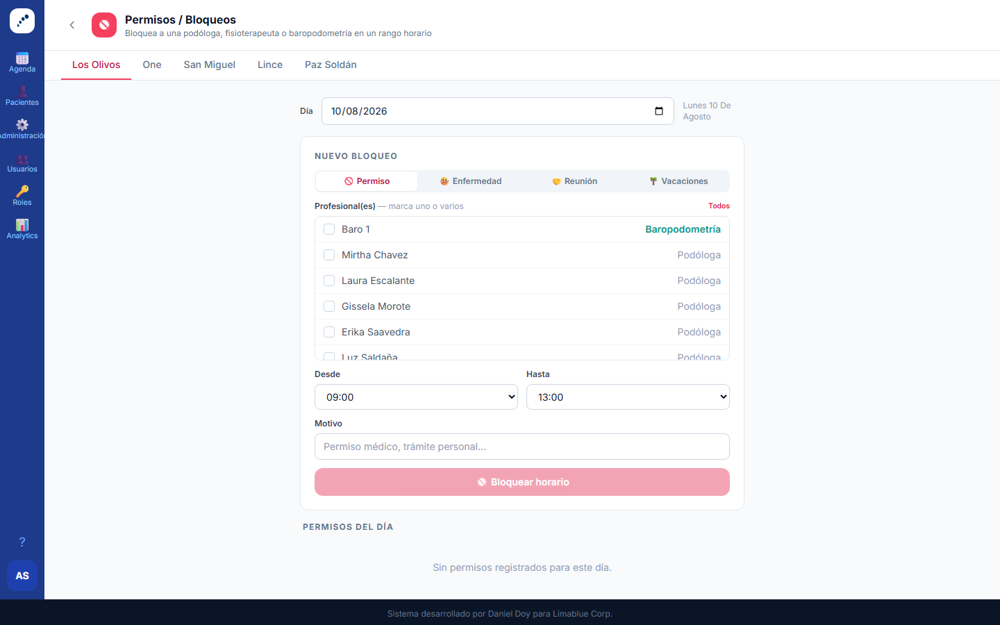 Agenda
Pacientes
Administración
Usuarios
Roles
Analytics
?
AS
Permisos / Bloqueos
Bloquea a una podóloga, fisioterapeuta o baropodometría en un rango horario
Los Olivos
One
San Miguel
Lince
Paz Soldán
Día
10/08/2026
Lunes 10 De
Agosto
NUEVO BLOQUEO
Permiso
Enfermedad
Reunión
Vacaciones
Profesional(es) — marca uno o varios
Todos
Baro 1 Baropodometría
Mirtha Chavez Podóloga
Laura Escalante Podóloga
Gissela Morote Podóloga
Erika Saavedra Podóloga
Luz Saldaña Podóloga
Desde
09:00
Hasta
13:00
Motivo
Permiso médico, trámite personal...
Bloquear horario
PERMISOS DEL DÍA
Sin permisos registrados para este día.
Sistema desarrollado por Daniel Doy para Limablue Corp.